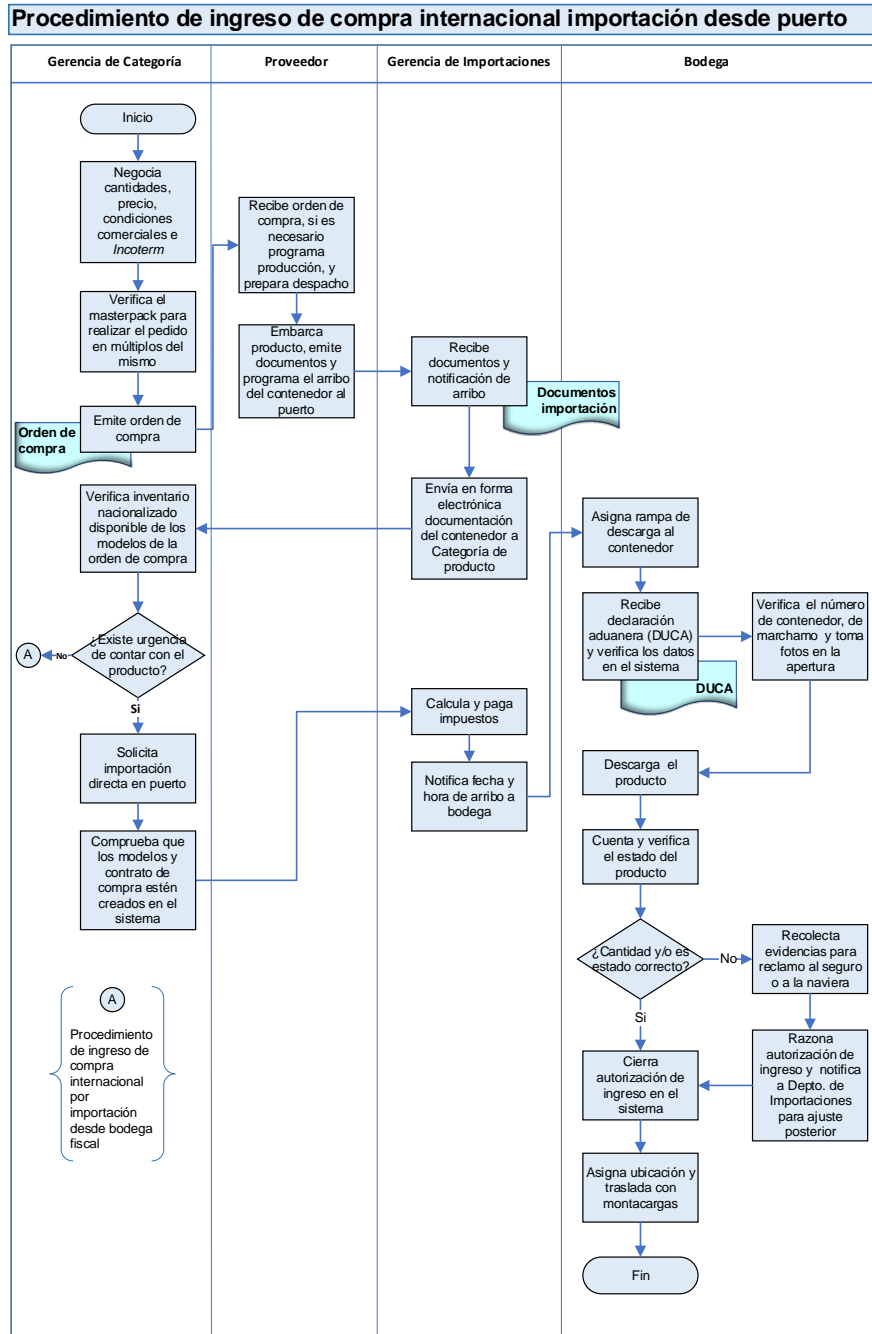 Procedimiento de ingreso de compra internacional importación desde puerto
Gerencia de Categoría
Proveedor
Gerencia de Importaciones
Bodega
Inicio
Negocia
cantidades,
precio,
condiciones
comerciales e
Incoterm
Verifica el
masterpack para
realizar el pedido
en múltiplos del
mismo
Emite orden de
compra
Orden de
compra
Recibe orden de
compra, si es
necesario
programa
producción, y
prepara despacho
Embarca
producto, emite
documentos y
programa el arribo
del contenedor al
puerto
Recibe
documentos y
notificación de
arribo
Documentos
importación
Envía en forma
electrónica
documentación
del contenedor a
Categoría de
producto
Verifica inventario
nacionalizado
disponible de los
modelos de la
orden de compra
¿Existe urgencia
de contar con el
producto?
No
A
Si
Solicita
importación
directa en puerto
Comprueba que
los modelos y
contrato de
compra estén
creados en el
sistema
Calcula y paga
impuestos
Notifica fecha y
hora de arribo a
bodega
Asigna rampa de
descarga al
contenedor
Recibe
declaración
aduanera (DUCA)
y verifica los datos
en el sistema
DUCA
Verifica el número
de contenedor, de
marchamo y toma
fotos en la
apertura
Descarga el
producto
Cuenta y verifica
el estado del
producto
¿Cantidad y/o es
estado correcto?
No
Recolecta
evidencias para
reclamo al seguro
o a la naviera
Si
Razona
autorización de
ingreso y notifica
a Depto. de
Importaciones
para ajuste
posterior
Cierra
autorización de
ingreso en el
sistema
Asigna ubicación y
traslada con
montacargas
Fin
A
Procedimiento
de ingreso de
compra
internacional
por
importación
desde bodega
fiscal